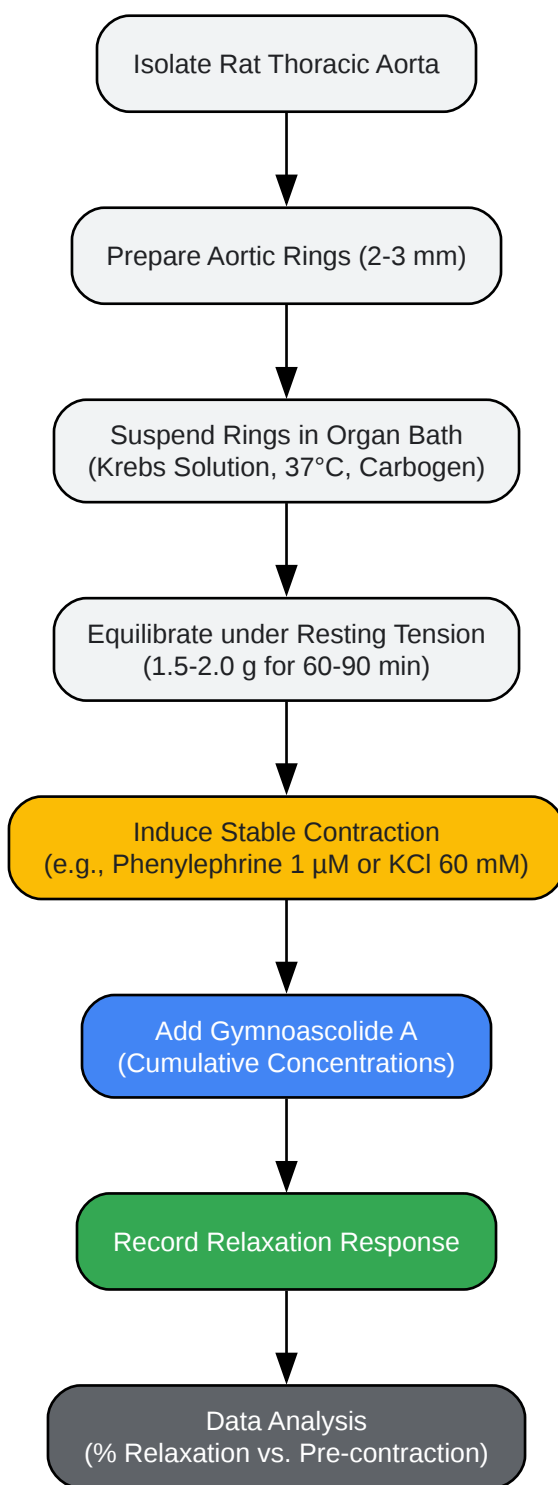 Isolate Rat Thoracic Aorta
Prepare Aortic Rings (2-3 mm)
Suspend Rings in Organ Bath
(Krebs Solution, 37°C, Carbogen)
Equilibrate under Resting Tension
(1.5-2.0 g for 60-90 min)
Induce Stable Contraction
(e.g., Phenylephrine 1 µM or KCl 60 mM)
Add Gymnoascolide A
(Cumulative Concentrations)
Record Relaxation Response
Data Analysis
(% Relaxation vs. Pre-contraction)